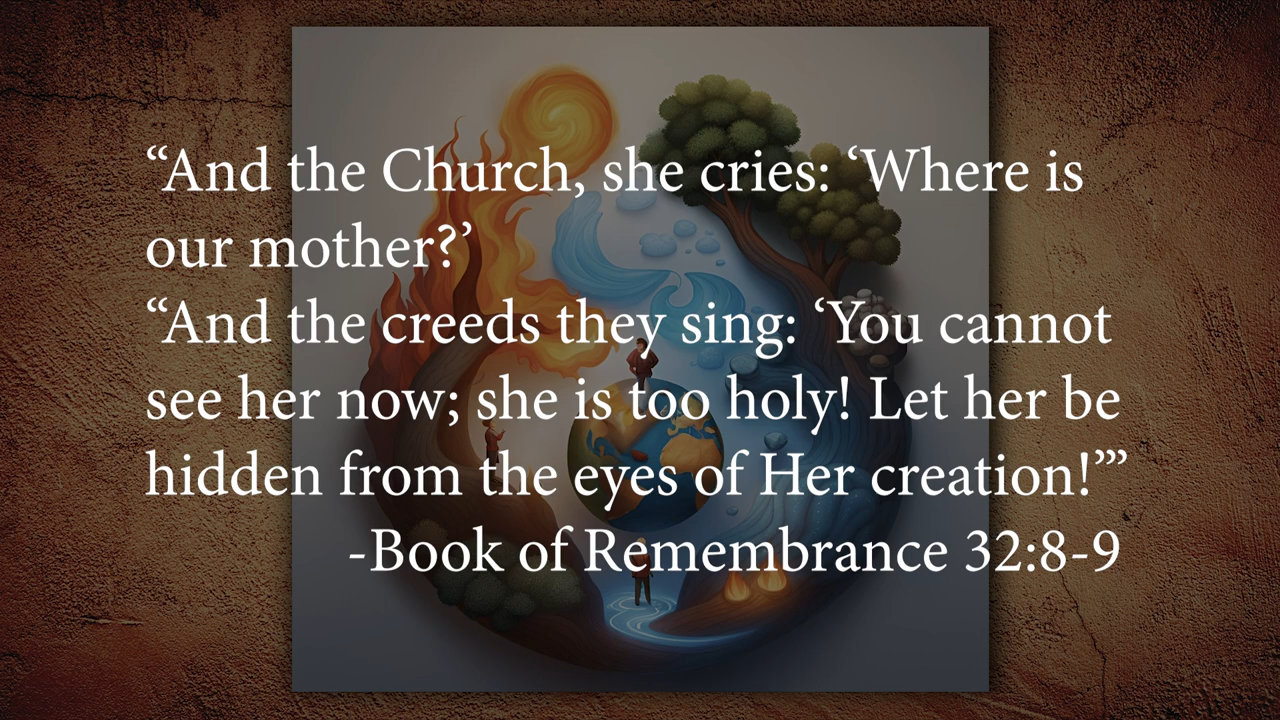 “And the Church, she cries: ‘Where is
our mother?’
“And the creeds they sing: ‘You cannot
see her now; she is too holy! Let her be
hidden from the eyes of Her creation!’”
-Book of Remembrance 32:8-9